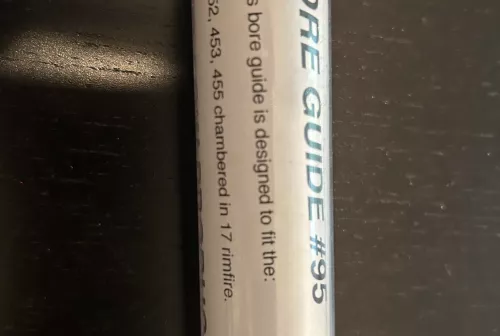 ORE GUIDE #95
s bore guide is designed to fit the:
52, 453, 455 chambered in 17 rimfire.